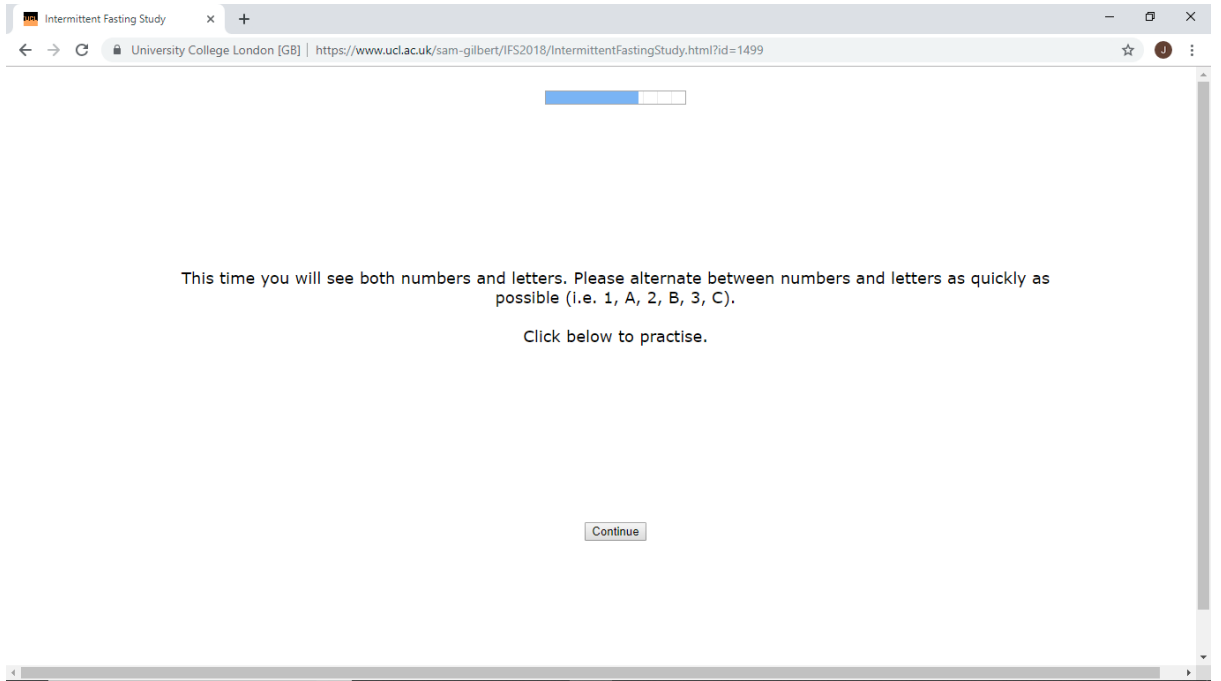 UCL Intermittent Fasting Study
University College London [GB] | https://www.ucl.ac.uk/sam-gilbert/IFS2018/IntermittentFastingStudy.html?id=1499
J
This time you will see both numbers and letters. Please alternate between numbers and letters as quickly as
possible (i.e. 1, A, 2, B, 3, C).
Click below to practise.
Continue